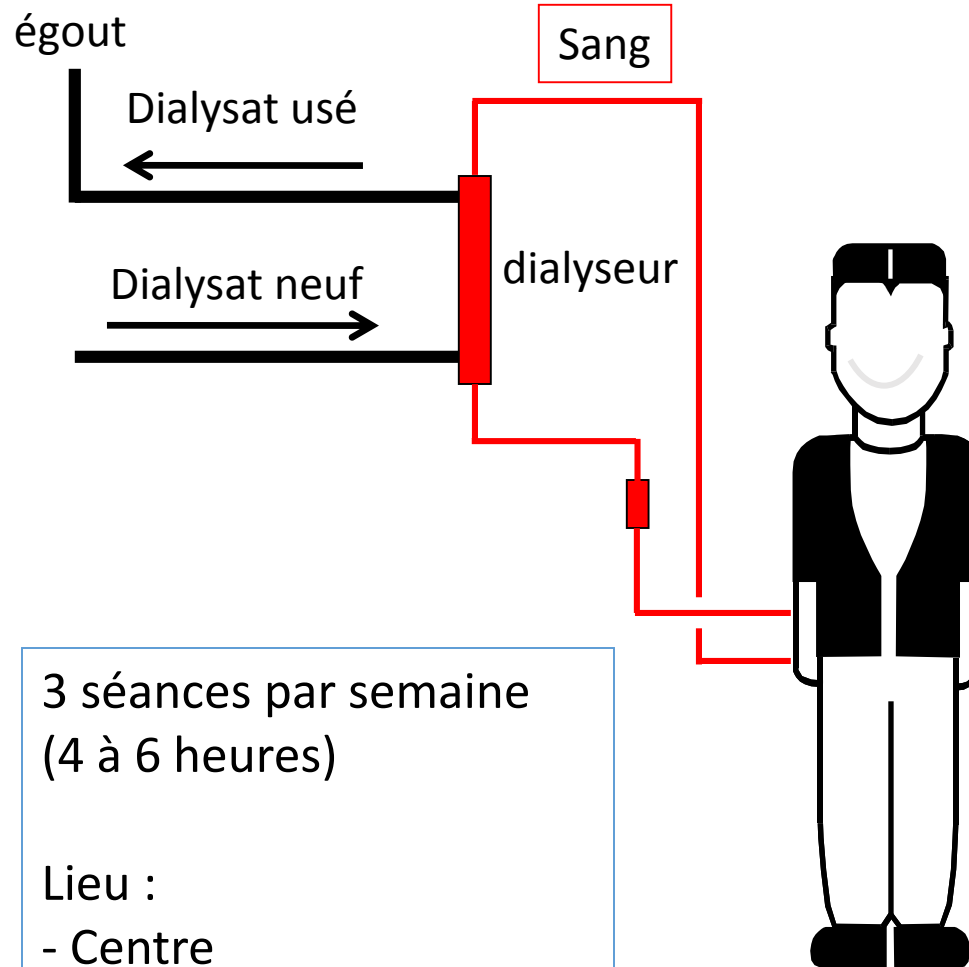 égout
Sang
Dialysat usé
dialyseur
Dialysat neuf
3 séances par semaine
(4 à 6 heures)
Lieu :
- Centre